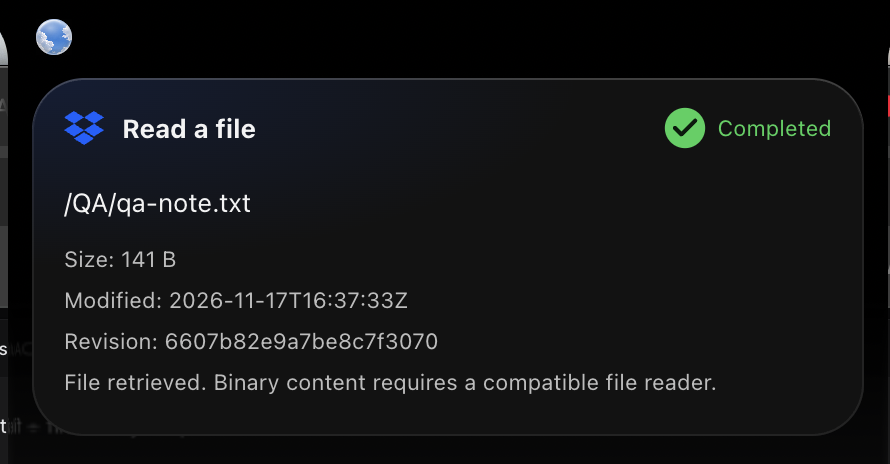 Read a file
Completed
/QA/qa-note.txt
Size: 141 B
Modified: 2026-11-17T16:37:33Z
Revision: 6607b82e9a7be8c7f3070
File retrieved. Binary content requires a compatible file reader.